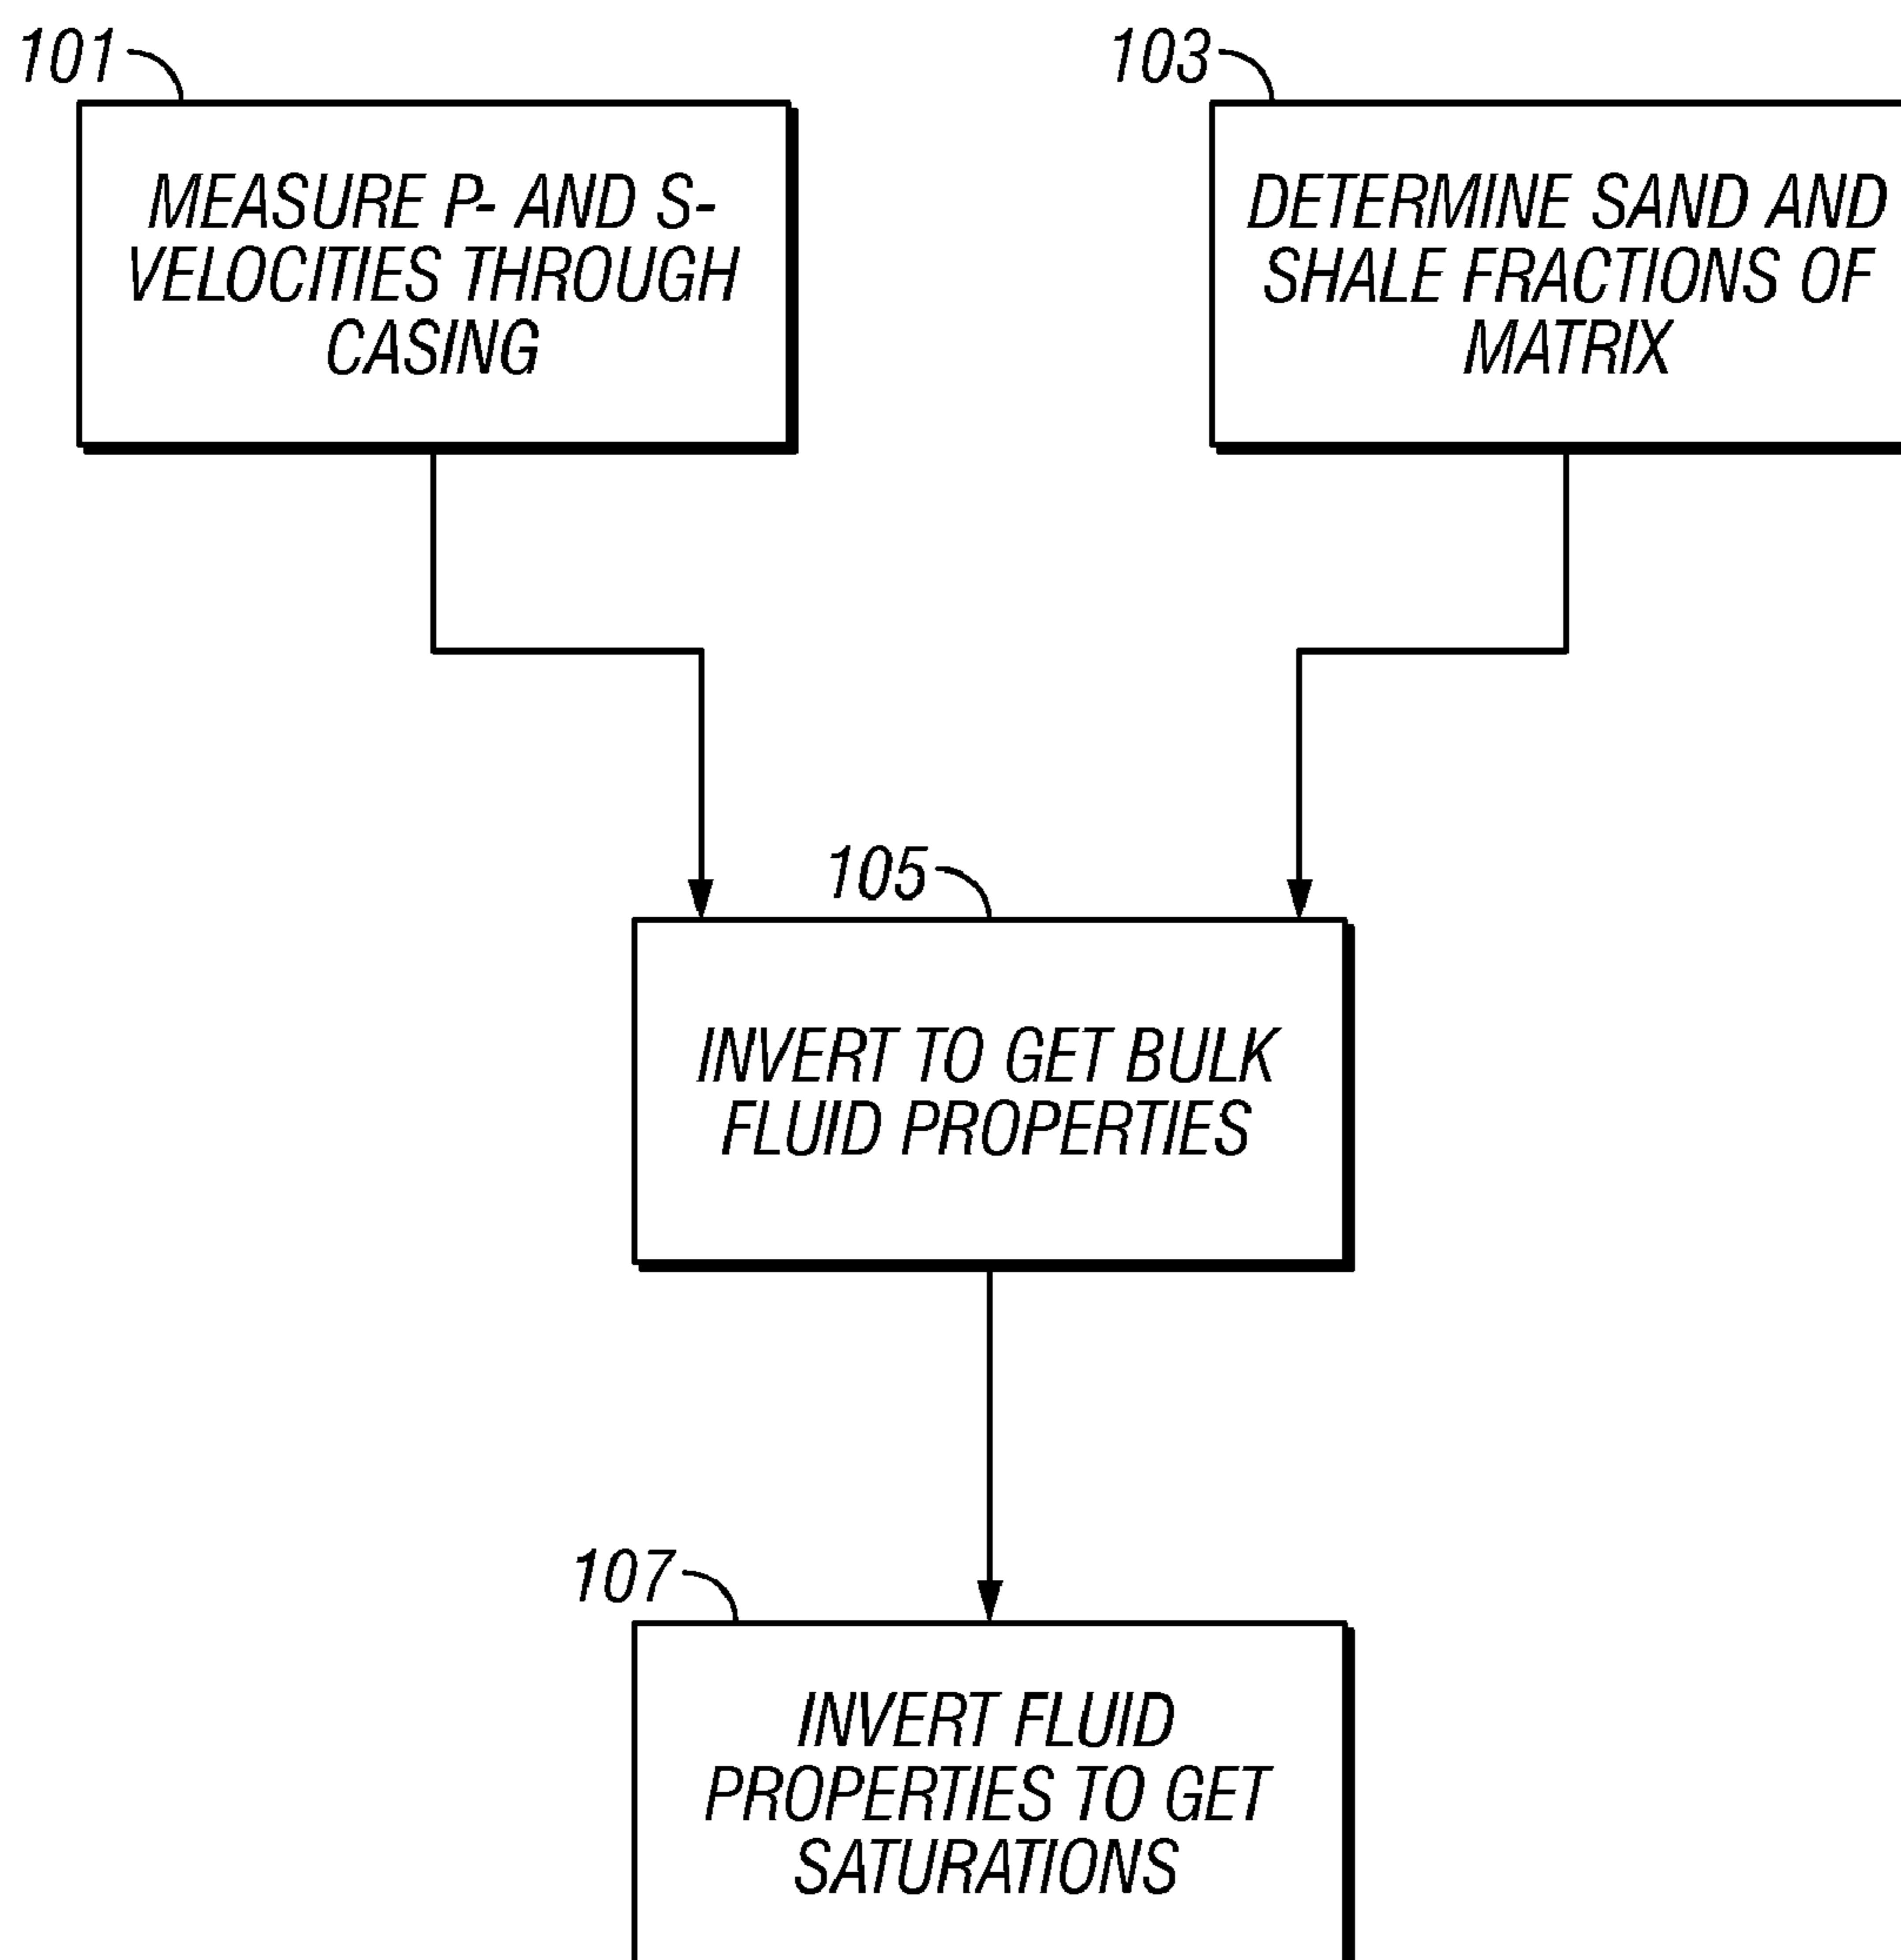 101
MEASURE P- AND S-
VELOCITIES THROUGH
CASING
103
DETERMINE SAND AND
SHALE FRACTIONS OF
MATRIX
105
INVERT TO GET BULK
FLUID PROPERTIES
107
INVERT FLUID
PROPERTIES TO GET
SATURATIONS